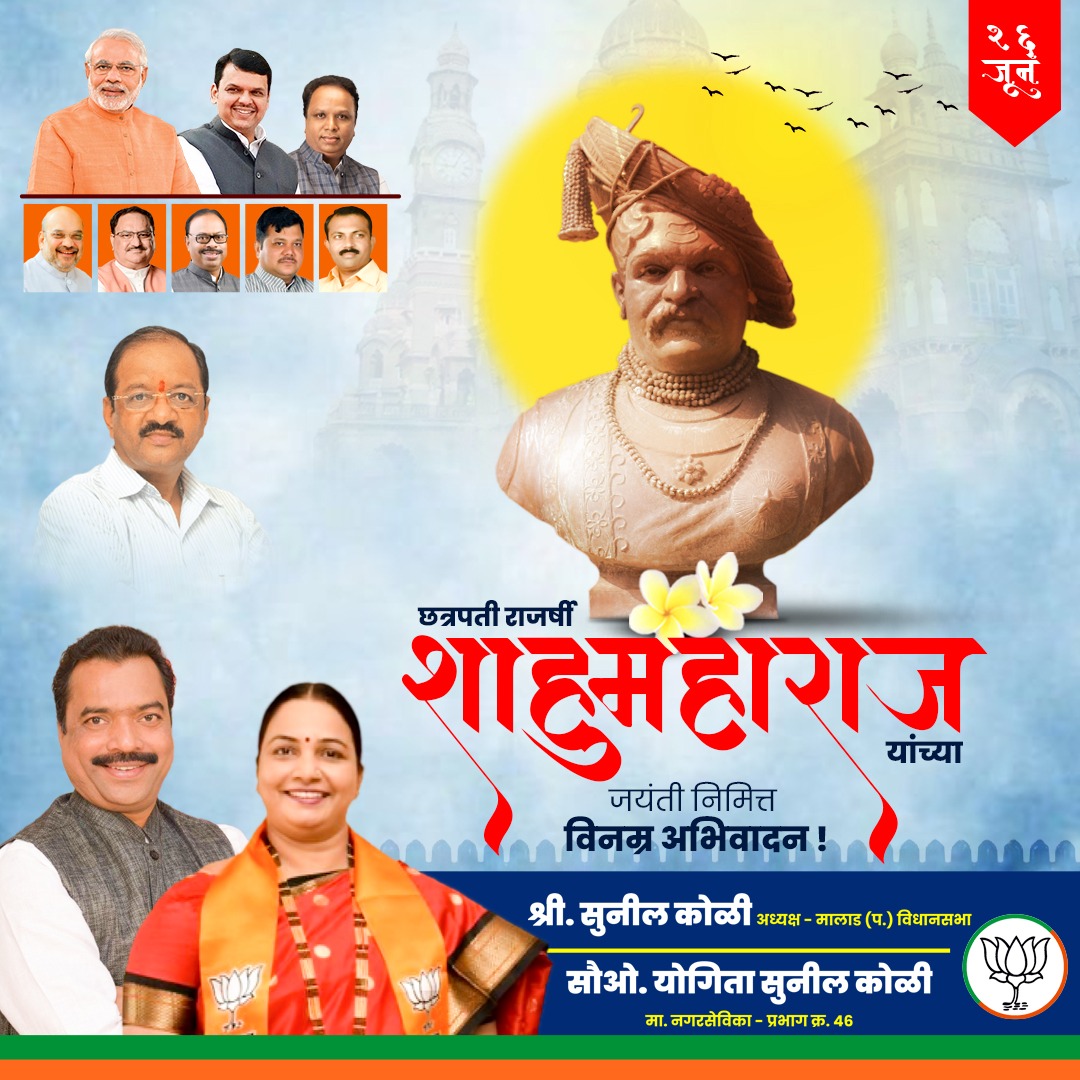 २६
जून
छत्रपती राजर्षी
शाहुमहाराज
यांच्या
जयंती निमित्त
विनम्र अभिवादन !
श्री. सुनील कोळी अध्यक्ष - मालाड (प.) विधानसभा
सौओ. योगिता सुनील कोळी
मा. नगरसेविका - प्रभाग क्र. 46